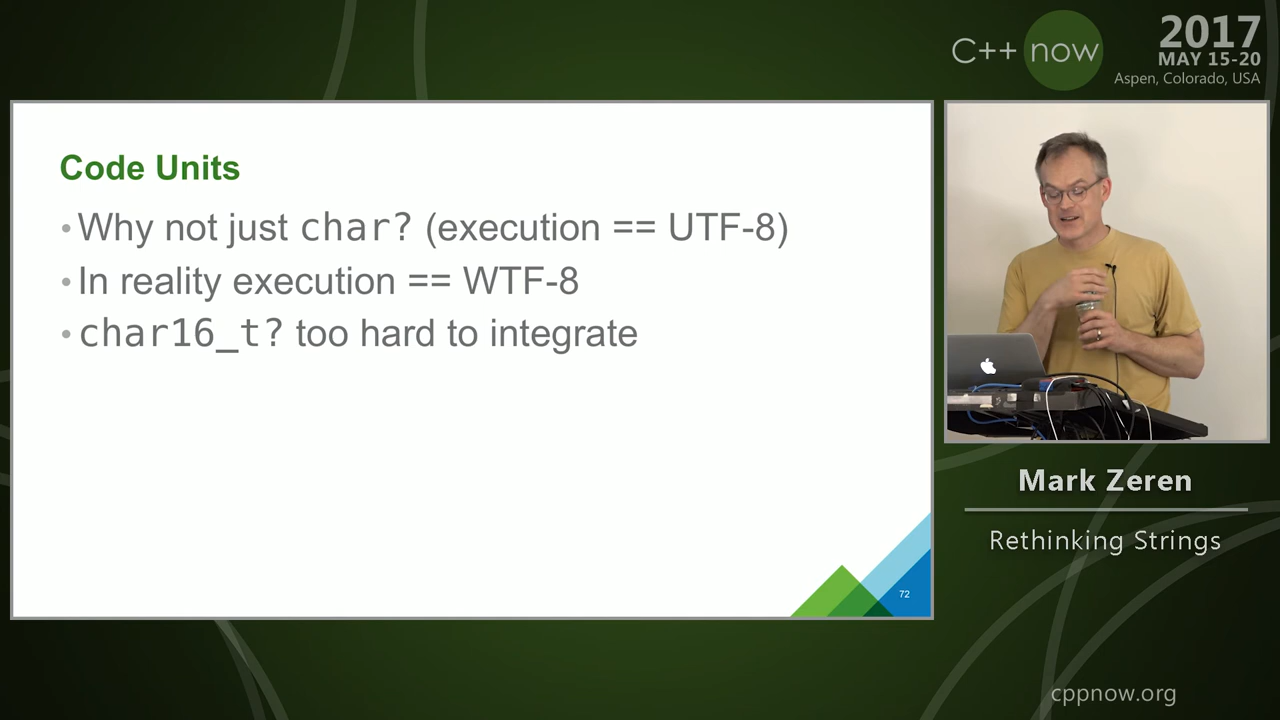 C++ now
2017
MAY 15-20
Aspen, Colorado, USA
Code Units
•Why not just char? (execution == UTF-8)
•In reality execution == WTF-8
•char16_t? too hard to integrate
72
Mark Zeren
Rethinking Strings
cppnow.org